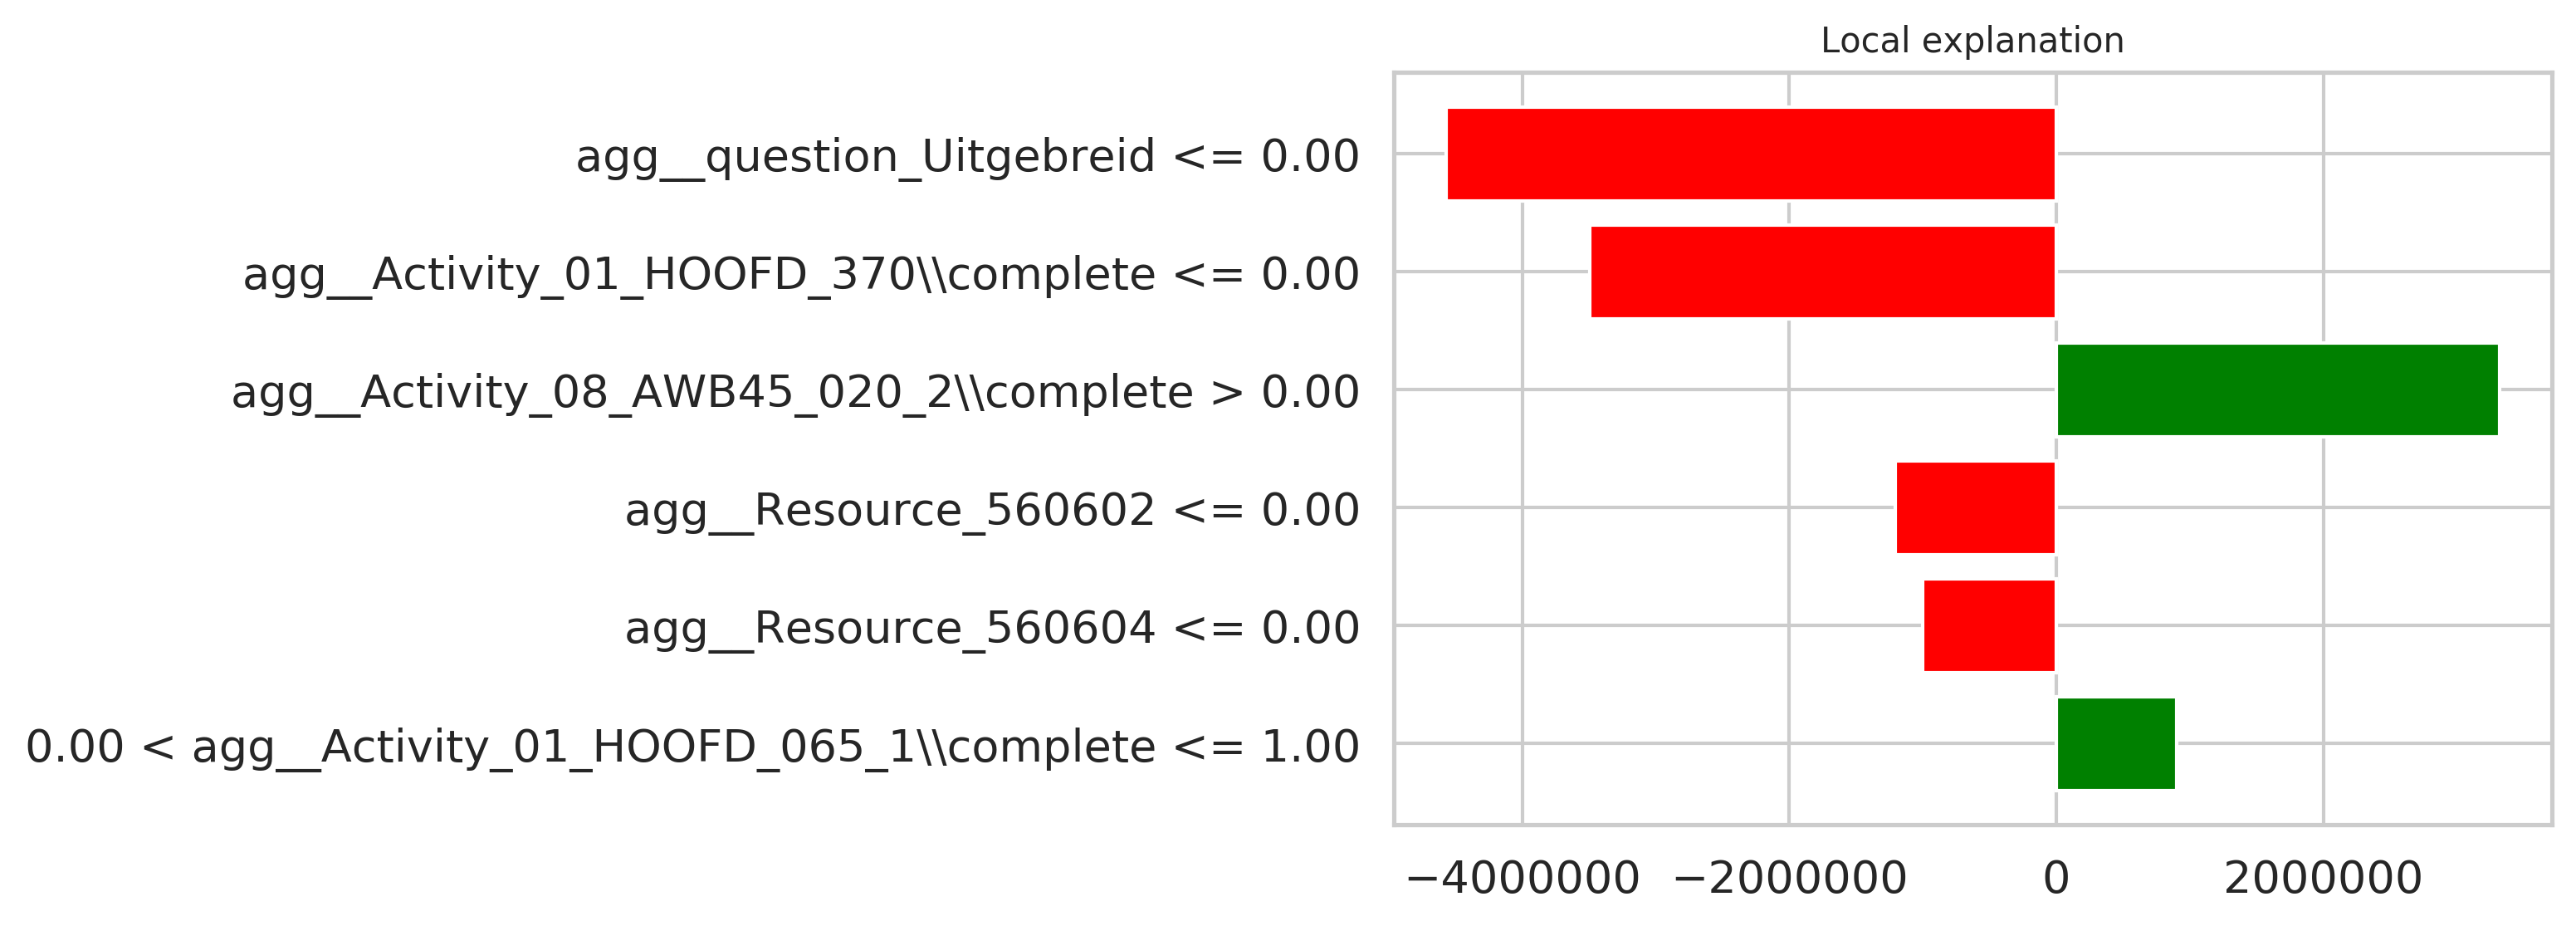 Local explanation
agg__question_Uitgebreid <= 0.00
agg__Activity_01_HOOFD_370\\complete <= 0.00
agg__Activity_08_AWB45_020_2\\complete > 0.00
agg__Resource_560602 <= 0.00
agg__Resource_560604 <= 0.00
0.00 < agg__Activity_01_HOOFD_065_1\\complete <= 1.00
−4000000 −2000000 0 2000000